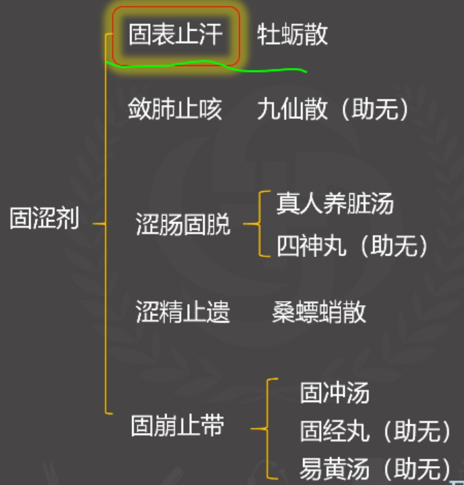 固表止汗 牡蛎散
敛肺止咳 九仙散（助无）
真人养脏汤
固涩剂 涩肠固脱
四神丸（助无）
涩精止遗 桑螵蛸散
固冲汤
固崩止带 固经丸（助无）
易黄汤（助无）